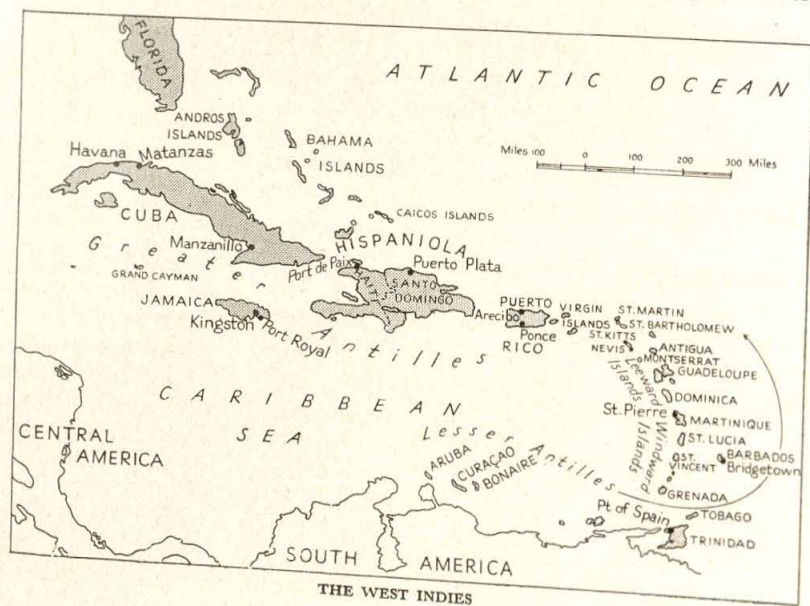 FLORIDA
ATLANTIC OCEAN
ANDROS
ISLANDS
BAHAMA
ISLANDS
Miles 100 0 100 200 300 Miles
Havana Matanzas
CUBA
CAICOS ISLANDS
Manzanillo
HISPANIOLA
Greater Antilles
GRAND CAYMAN
Port de Paix
Puerto Plata
HAITI
SANTO
DOMINGO
JAMAICA
Kingston
Port Royal
Arecibo
PUERTO
RICO
Ponce
VIRGIN
ISLANDS
ST. MARTIN
ST. BARTHOLOMEW
ST. KITTS
NEVIS
ANTIGUA
MONTSERRAT
GUADELOUPE
Leeward
Islands
DOMINICA
CARIBBEAN
SEA
St. Pierre
MARTINIQUE
Windward
Islands
ST. LUCIA
Lesser Antilles
BARBADOS
Bridgetown
ST.
VINCENT
CENTRAL
AMERICA
ARUBA
CURAÇAO
BONAIRE
GRENADA
Pt of Spain
TOBAGO
TRINIDAD
SOUTH AMERICA
THE WEST INDIES